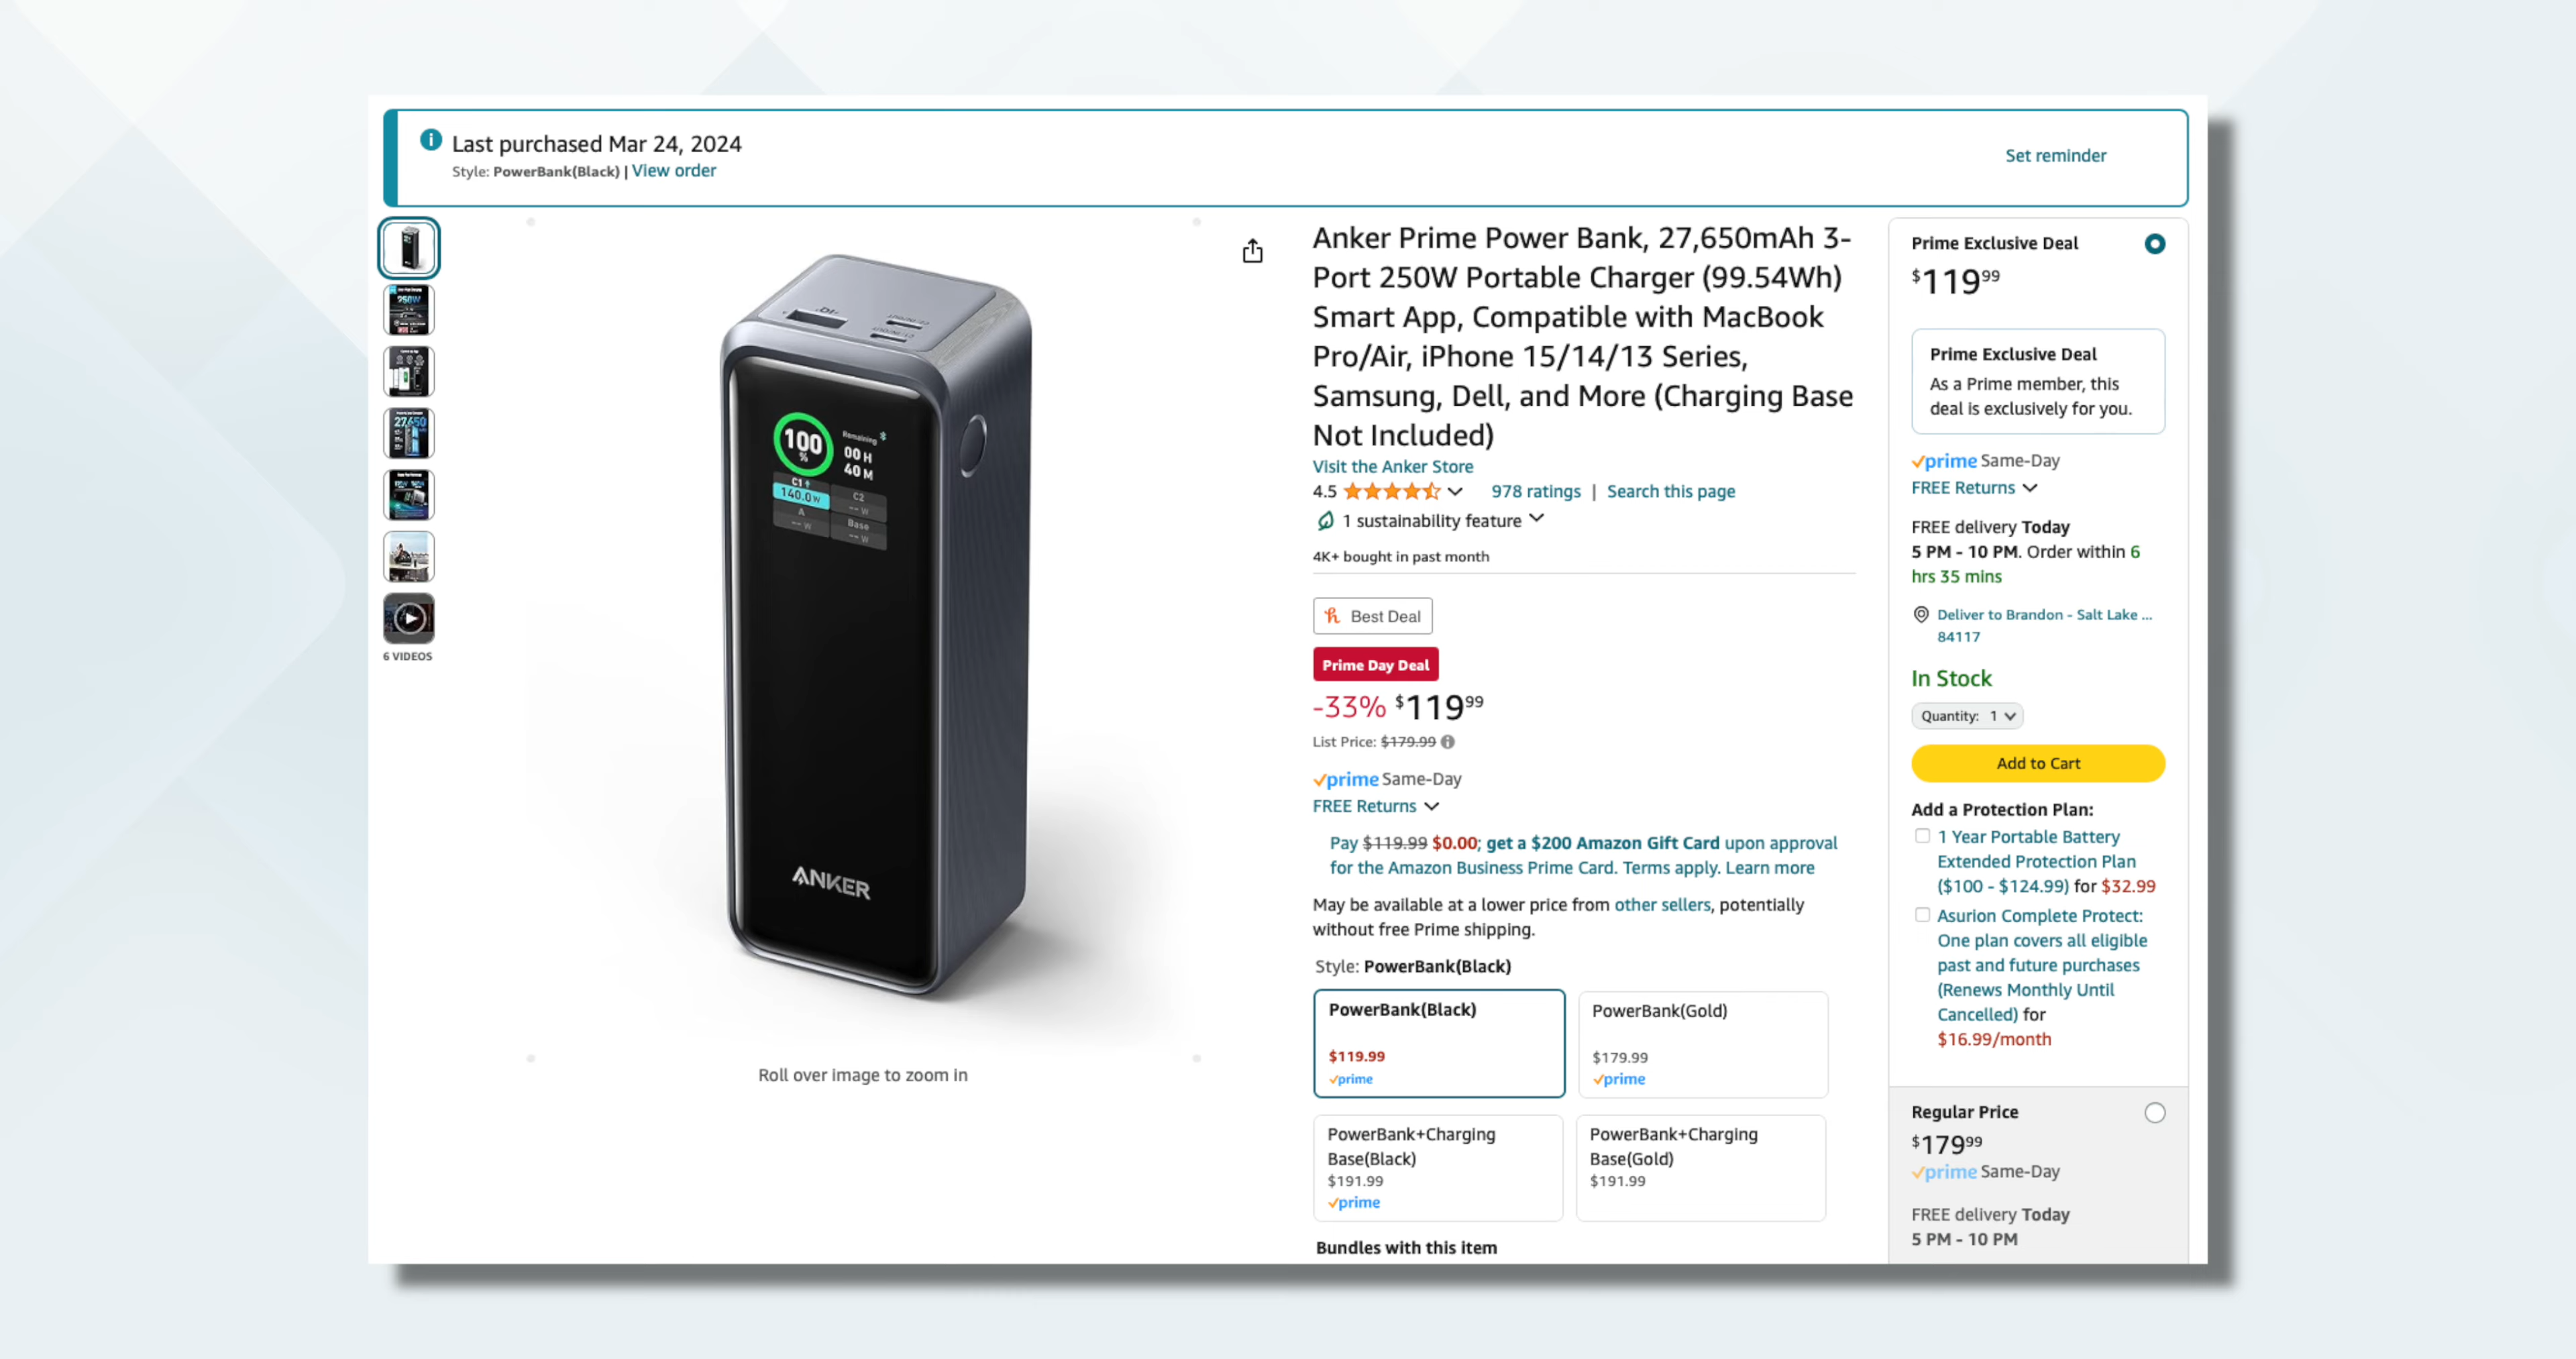 Last purchased Mar 24, 2024
Style: PowerBank(Black) | View order
Set reminder
250W
27,650
6 VIDEOS
100
%
Remaining
00 H
40 M
C1
140.0W
C2
-- W
A
-- W
Base
-- W
ANKER
Roll over image to zoom in
Anker Prime Power Bank, 27,650mAh 3-
Port 250W Portable Charger (99.54Wh)
Smart App, Compatible with MacBook
Pro/Air, iPhone 15/14/13 Series,
Samsung, Dell, and More (Charging Base
Not Included)
Visit the Anker Store
4.5
978 ratings | Search this page
1 sustainability feature
4K+ bought in past month
Best Deal
Prime Day Deal
-33% $119.99
List Price: $179.99
prime Same-Day
FREE Returns
Pay $119.99 $0.00; get a $200 Amazon Gift Card upon approval
for the Amazon Business Prime Card. Terms apply. Learn more
May be available at a lower price from other sellers, potentially
without free Prime shipping.
Style: PowerBank(Black)
PowerBank(Black)
$119.99
prime
PowerBank(Gold)
$179.99
prime
PowerBank+Charging
Base(Black)
$191.99
prime
PowerBank+Charging
Base(Gold)
$191.99
Bundles with this item
Prime Exclusive Deal
$119.99
Prime Exclusive Deal
As a Prime member, this
deal is exclusively for you.
prime Same-Day
FREE Returns
FREE delivery Today
5 PM - 10 PM. Order within 6
hrs 35 mins
Deliver to Brandon - Salt Lake ...
84117
In Stock
Quantity: 1
Add to Cart
Add a Protection Plan:
1 Year Portable Battery
Extended Protection Plan
($100 - $124.99) for $32.99
Asurion Complete Protect:
One plan covers all eligible
past and future purchases
(Renews Monthly Until
Cancelled) for
$16.99/month
Regular Price
$179.99
prime Same-Day
FREE delivery Today
5 PM - 10 PM